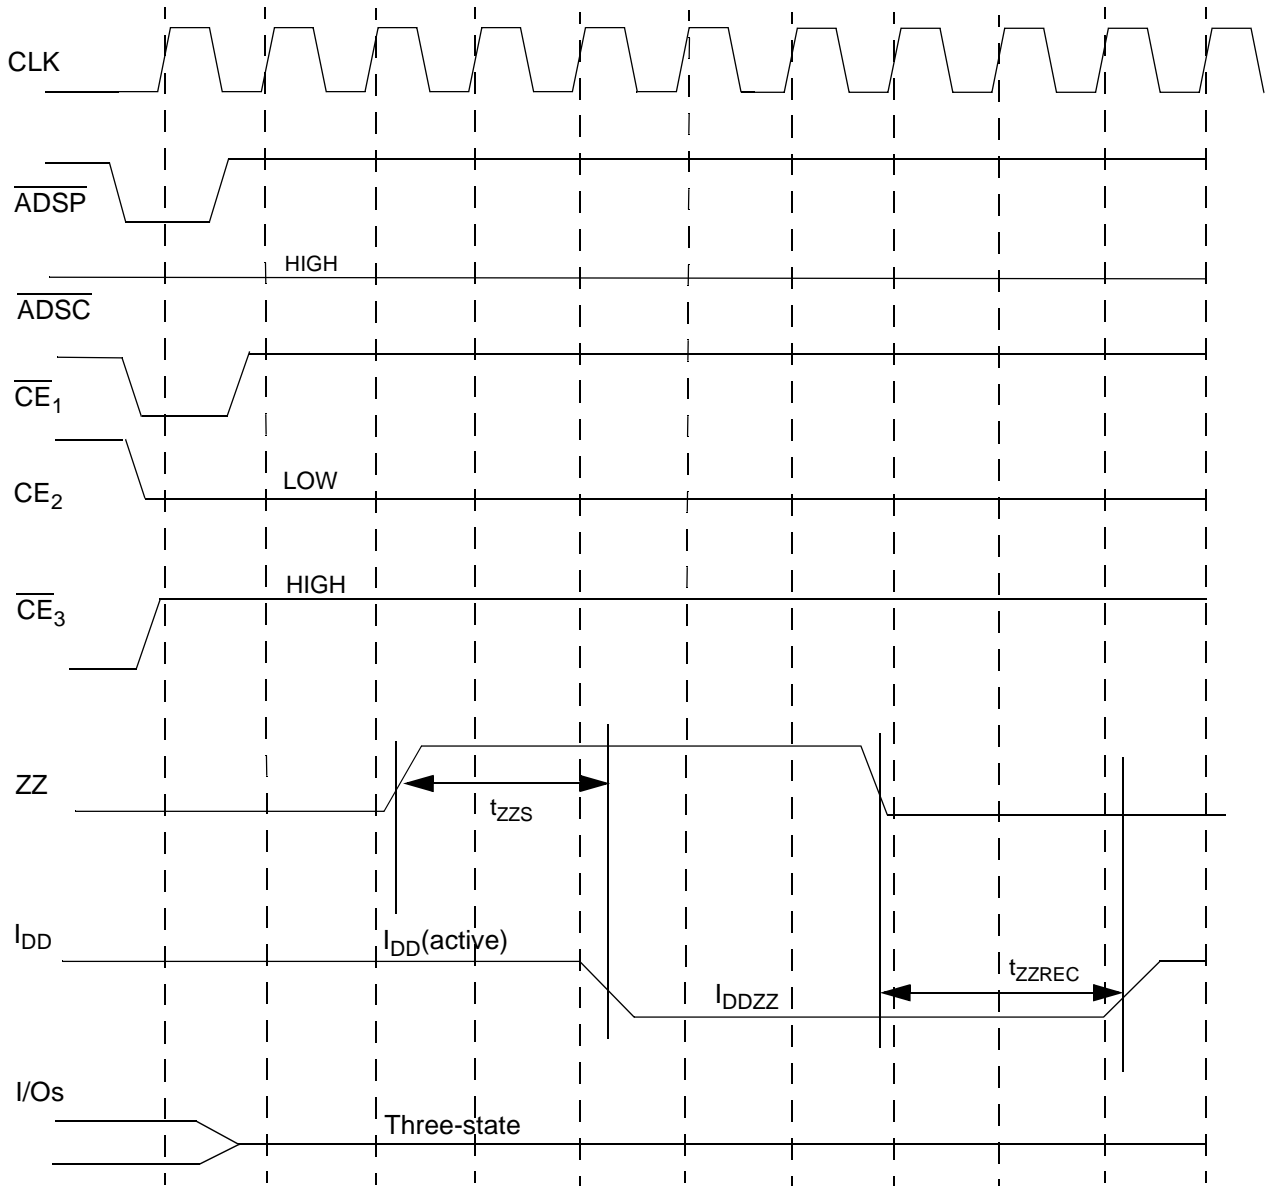 CLK
ADSP
HIGH
ADSC
CE1
LOW
CE2
HIGH
CE3
ZZ
tZZS
IDD
IDD(active)
tZZREC
IDDZZ
I/Os
Three-state